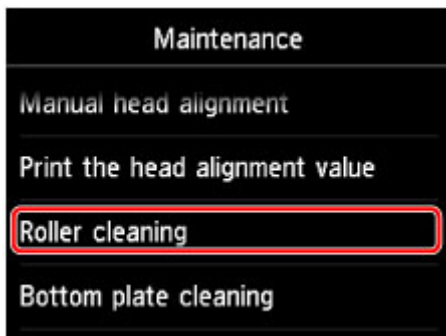 Maintenance
Manual head alignment
Print the head alignment value
Roller cleaning
Bottom plate cleaning